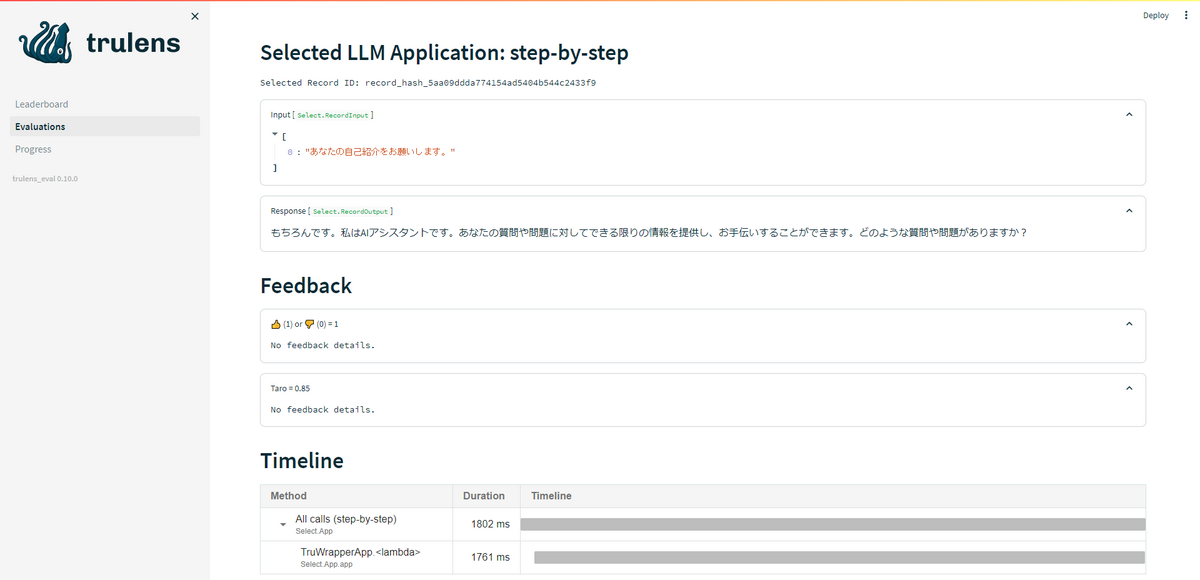 Deploy
trulens
Leaderboard
Evaluations
Progress
trulens_eval 0.10.0
Selected LLM Application: step-by-step
Selected Record ID: record_hash_5aa09ddda774154ad5404b544c2433f9
Input [ Select.RecordInput ]
[
0 : "あなたの自己紹介をお願いします。"
]
Response [ Select.RecordOutput ]
もちろんです。私はAIアシスタントです。あなたの質問や問題に対してできる限りの情報を提供し、お手伝いすることができます。どのような質問や問題がありますか？
Feedback
👍 (1) or 👎 (0) = 1
No feedback details.
Taro = 0.85
No feedback details.
Timeline
Method Duration Timeline
All calls (step-by-step) 1802 ms
Select.App
TruWrapperApp.<lambda> 1761 ms
Select.App.app